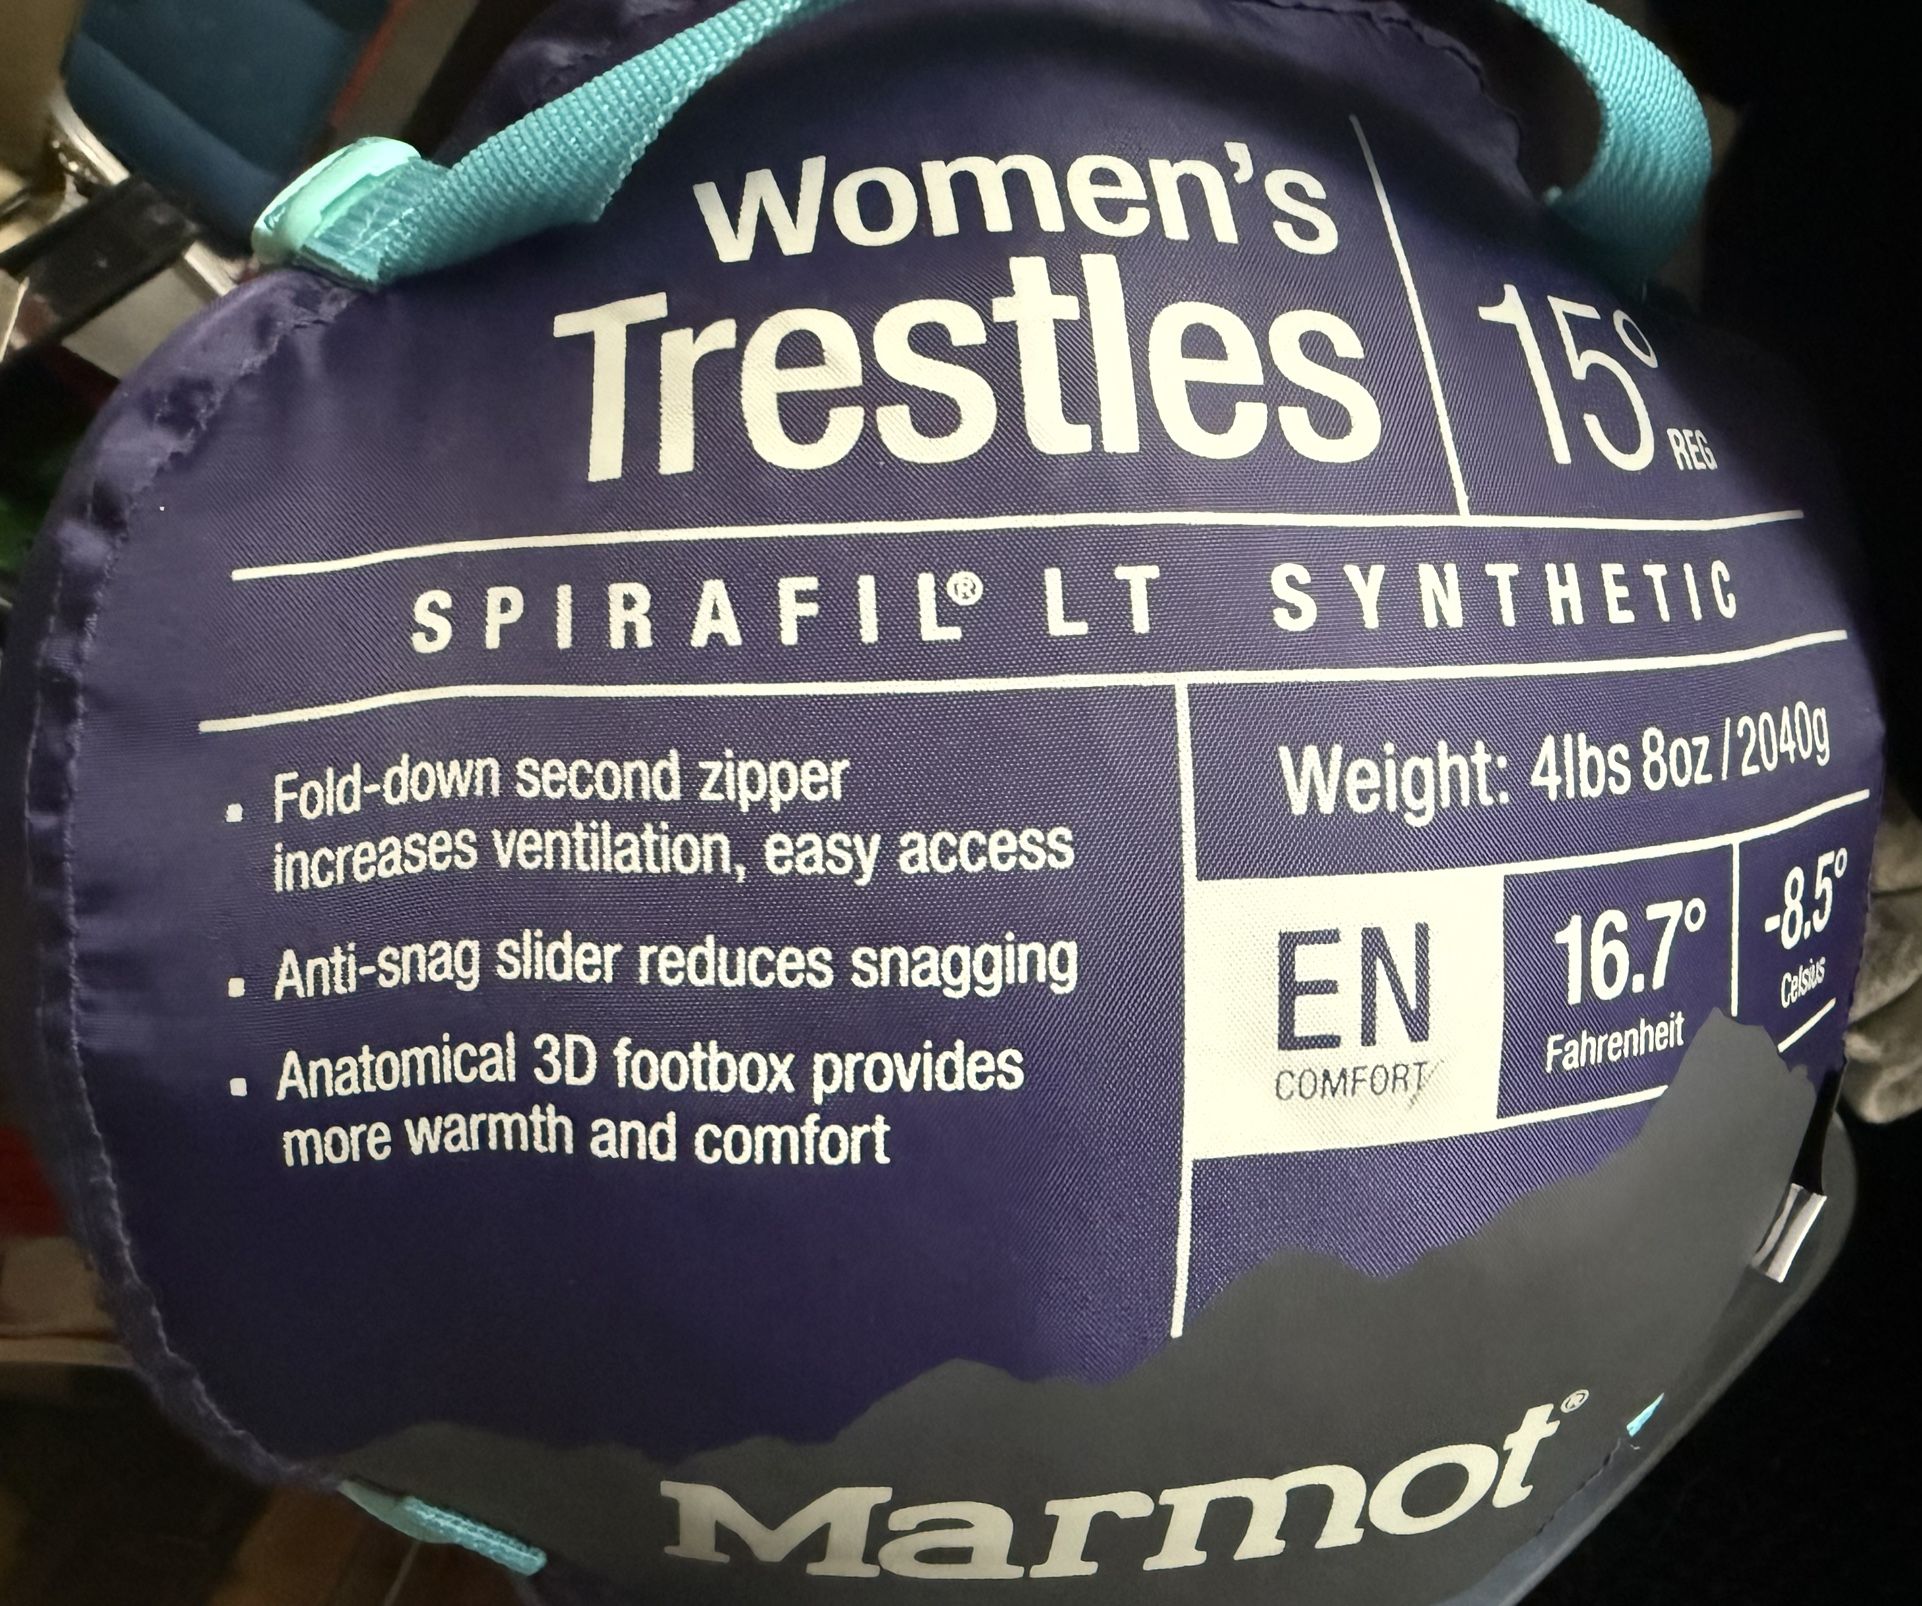 Women's
Trestles
15°
REG
SPIRAFIL® LT SYNTHETIC
▪ Fold-down second zipper
increases ventilation, easy access
▪ Anti-snag slider reduces snagging
▪ Anatomical 3D footbox provides
more warmth and comfort
Weight: 4lbs 8oz / 2040g
EN
COMFORT
16.7°
Fahrenheit
-8.5°
Celsius
Marmot®